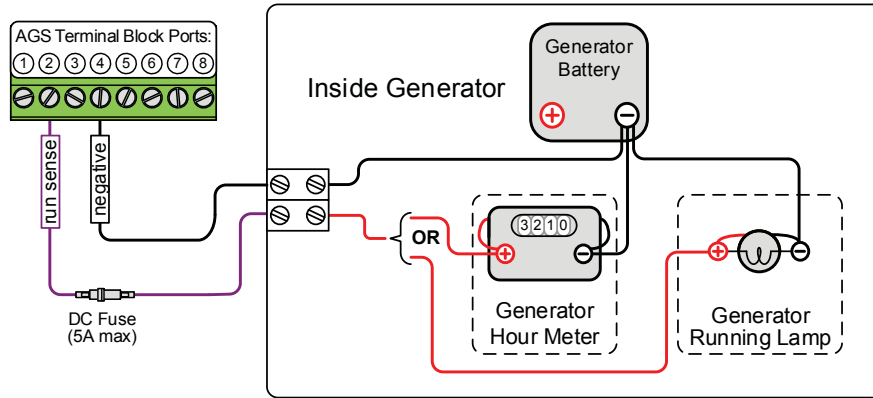 AGS Terminal Block Ports:
1 2 3 4 5 6 7 8
run sense
negative
DC Fuse
(5A max)
Inside Generator
Generator
Battery
+ −
OR
3210
+ −
Generator
Hour Meter
+ −
Generator
Running Lamp